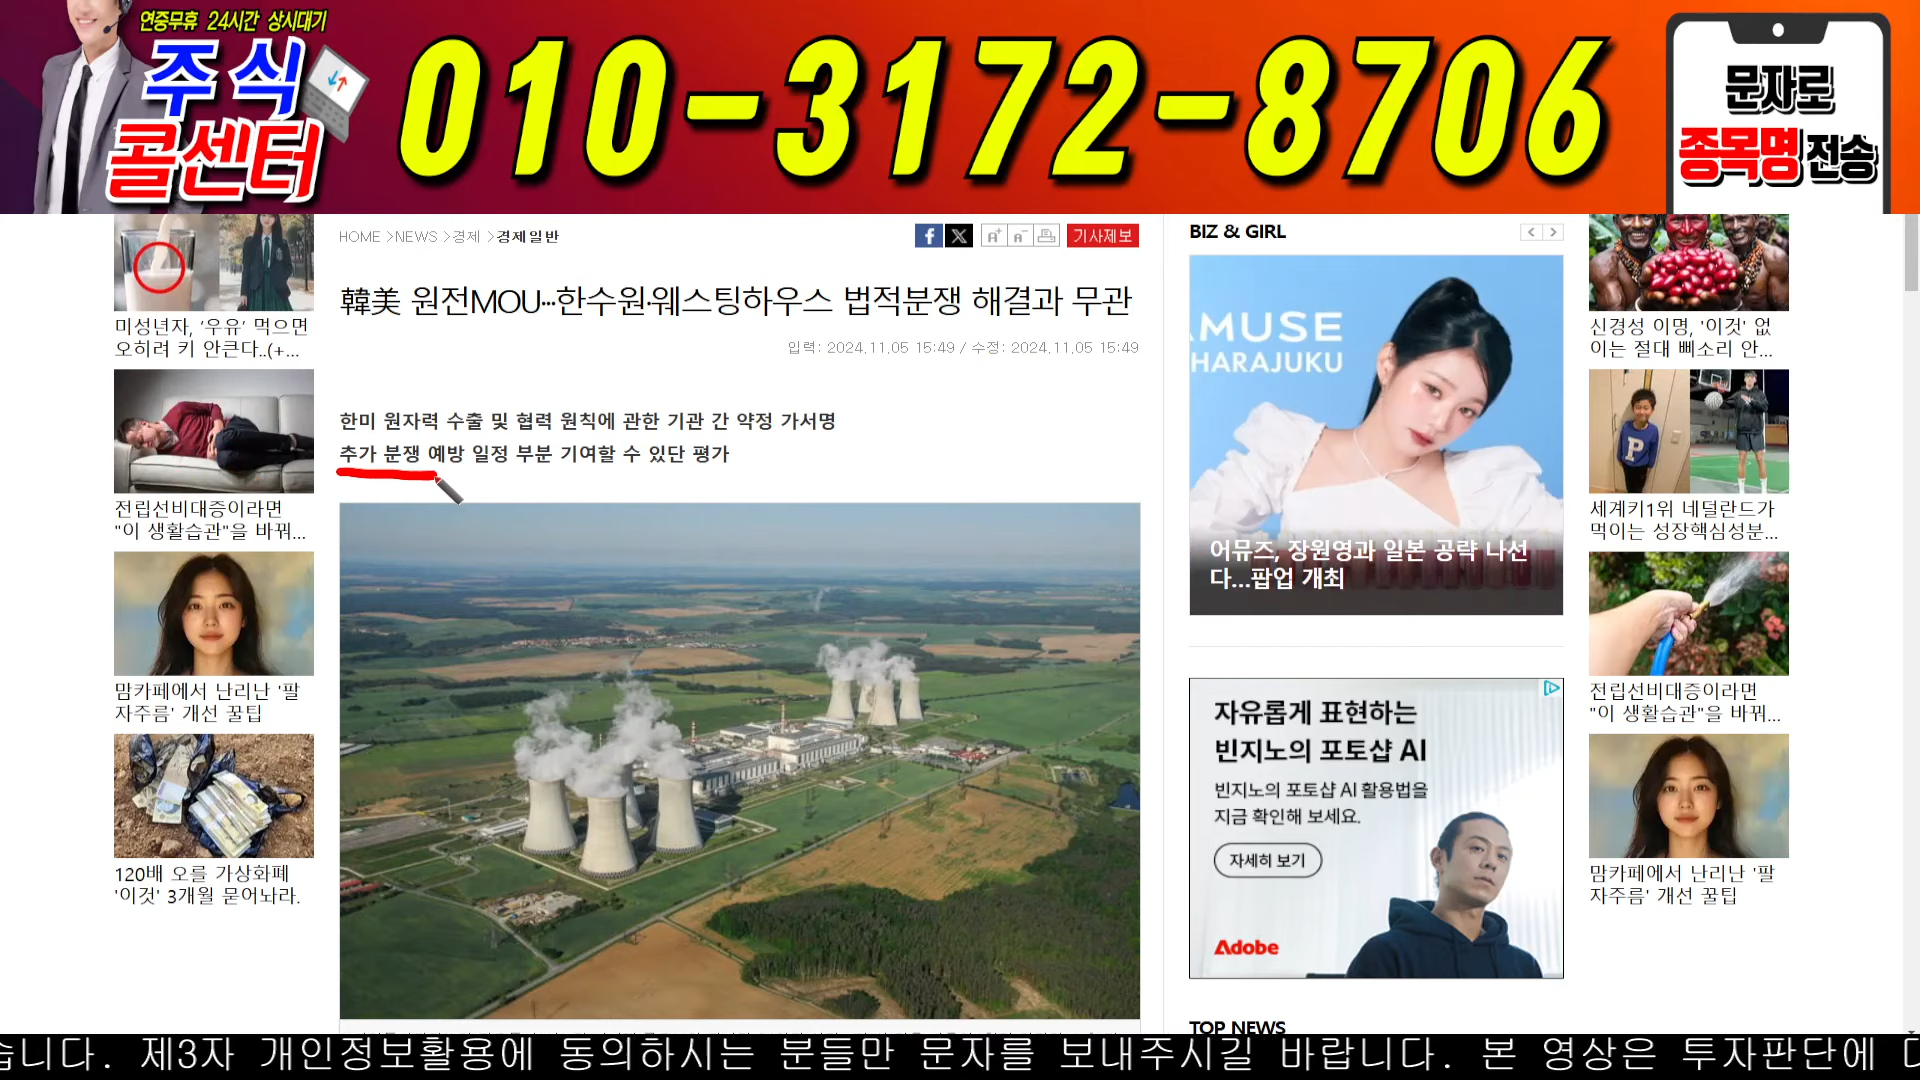 연중무휴 24시간 상시대기
주식
콜센터
010-3172-8706
문자로
종목명 전송
미성년자, '우유' 먹으면
오히려 키 안큰다..(+...
전립선비대증이라면
"이 생활습관"을 바꿔...
맘카페에서 난리난 '팔
자주름' 개선 꿀팁
120배 오를 가상화폐
'이것' 3개월 묻어놔라.
HOME >NEWS >경제 >경제일반
기사제보
韓美 원전MOU…한수원·웨스팅하우스 법적분쟁 해결과 무관
입력: 2024.11.05 15:49 / 수정: 2024.11.05 15:49
한미 원자력 수출 및 협력 원칙에 관한 기관 간 약정 가서명
추가 분쟁 예방 일정 부분 기여할 수 있단 평가
BIZ & GIRL
AMUSE
HARAJUKU
어뮤즈, 장원영과 일본 공략 나선
다...팝업 개최
자유롭게 표현하는
빈지노의 포토샵 AI
빈지노의 포토샵 AI 활용법을
지금 확인해 보세요.
자세히 보기
Adobe
TOP NEWS
신경성 이명, '이것' 없
이는 절대 삐소리 안...
P
세계키1위 네덜란드가
먹이는 성장핵심성분...
전립선비대증이라면
"이 생활습관"을 바꿔...
맘카페에서 난리난 '팔
자주름' 개선 꿀팁
습니다. 제3자 개인정보활용에 동의하시는 분들만 문자를 보내주시길 바랍니다. 본 영상은 투자판단에